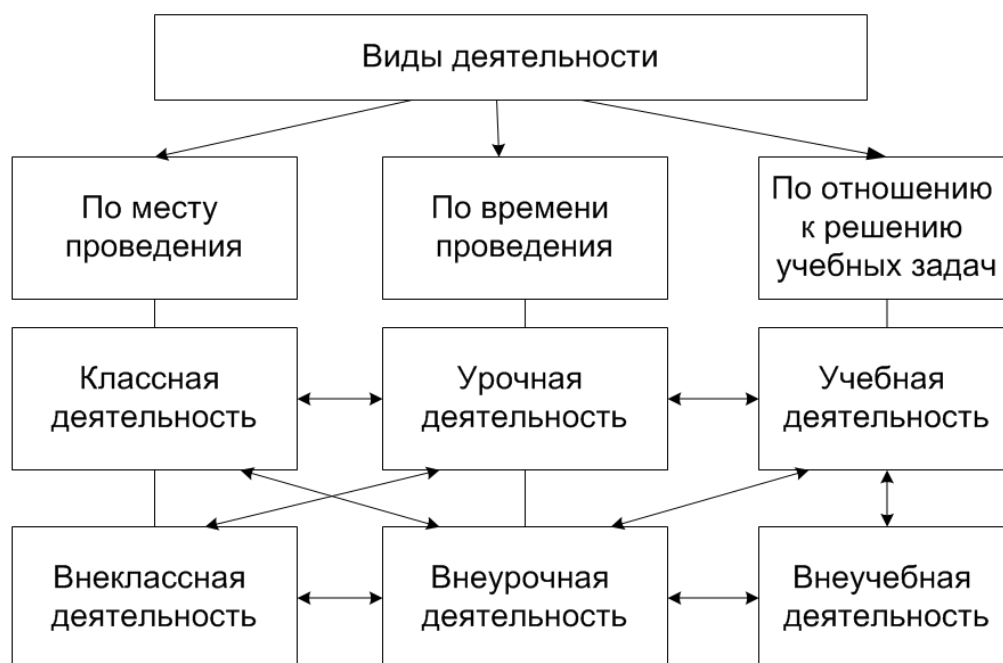 Виды деятельности
По месту
проведения
По времени
проведения
По отношению
к решению
учебных задач
Классная
деятельность
Урочная
деятельность
Учебная
деятельность
Внеклассная
деятельность
Внеурочная
деятельность
Внеучебная
деятельность